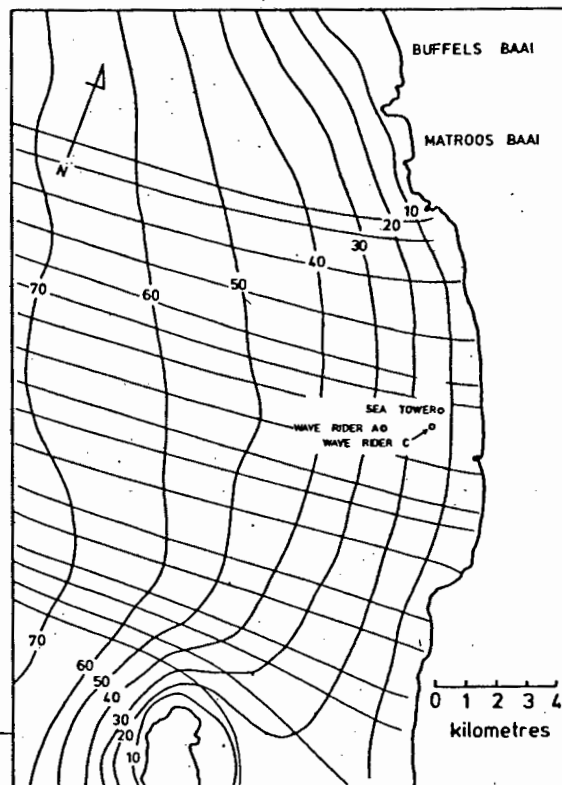 BUFFELS BAAI
MATROOS BAAI
N
10
20
30
40
50
60
70
SEA TOWER
WAVE RIDER A
WAVE RIDER C
70
60
50
40
30
20
10
0 1 2 3 4
kilometres